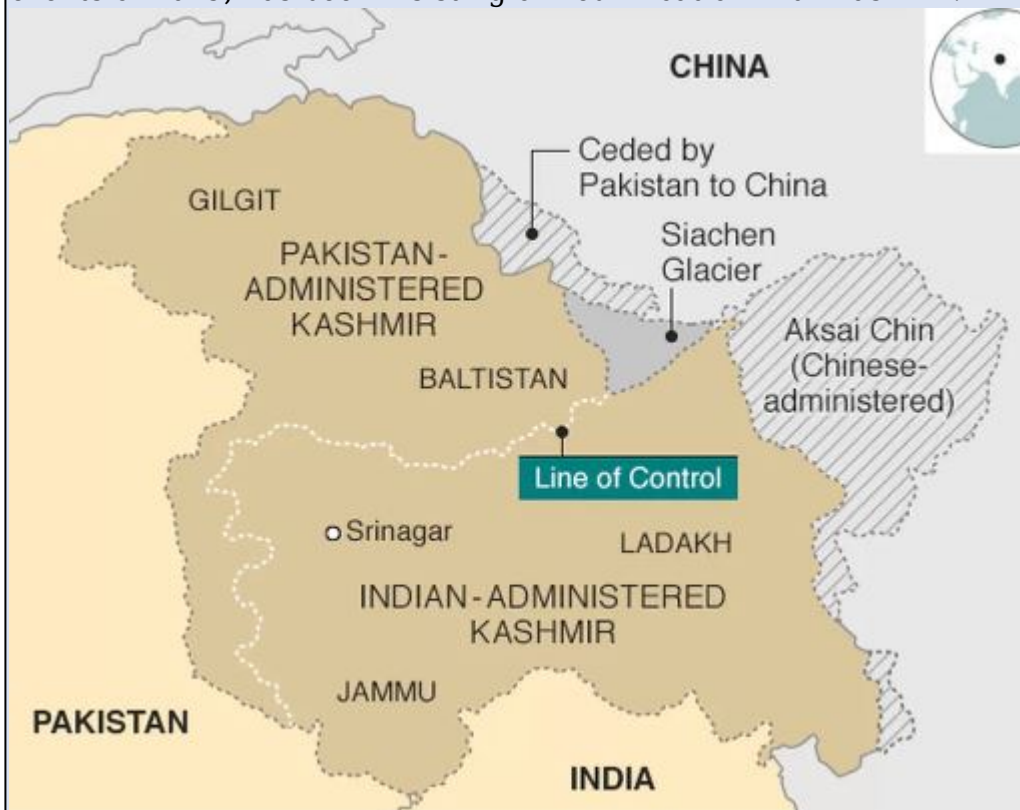 CHINA
Ceded by
Pakistan to China
GILGIT
Siachen
Glacier
PAKISTAN-
ADMINISTERED
KASHMIR
Aksai Chin
(Chinese-
administered)
BALTISTAN
Line of Control
Srinagar
LADAKH
INDIAN-ADMINISTERED
KASHMIR
JAMMU
PAKISTAN
INDIA